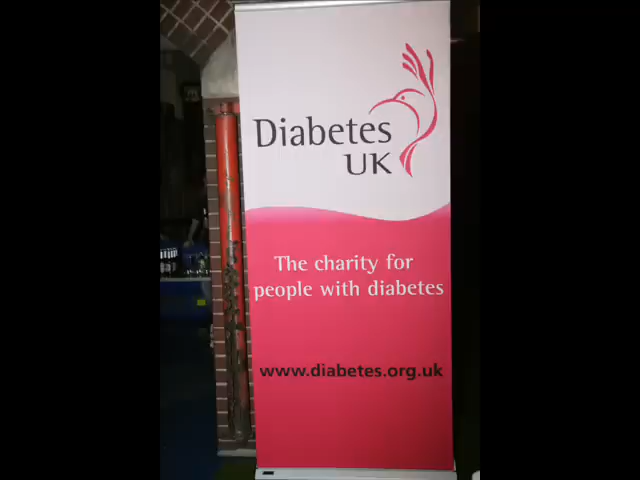 Diabetes
UK
The charity for
people with diabetes
www.diabetes.org.uk